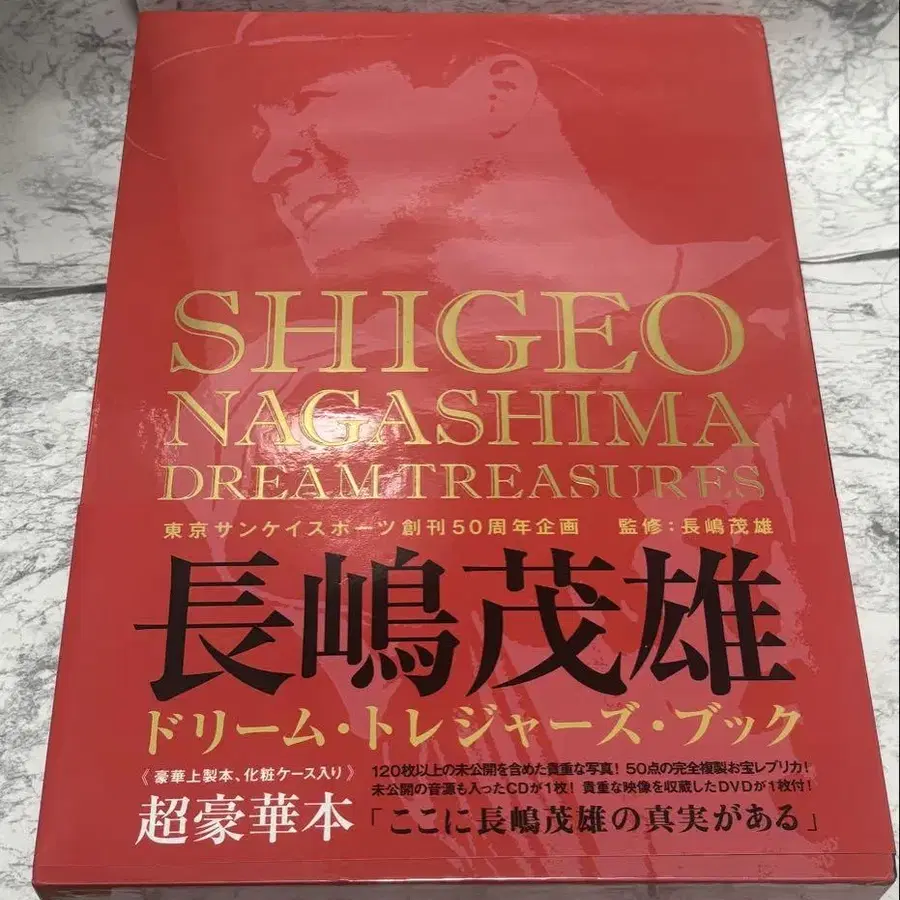 SHIGEO
NAGASHIMA
DREAM TREASURES
東京サンケイスポーツ創刊50周年企画 監修:長嶋茂雄
長嶋茂雄
ドリーム・トレジャーズ・ブック
《豪華上製本、化粧ケース入り》
超豪華本
120枚以上の未公開を含めた貴重な写真!50点の完全複製お宝レプリカ!
未公開の音源も入ったCDが1枚!貴重な映像を収蔵したDVDが1枚付!
「ここに長嶋茂雄の真実がある」